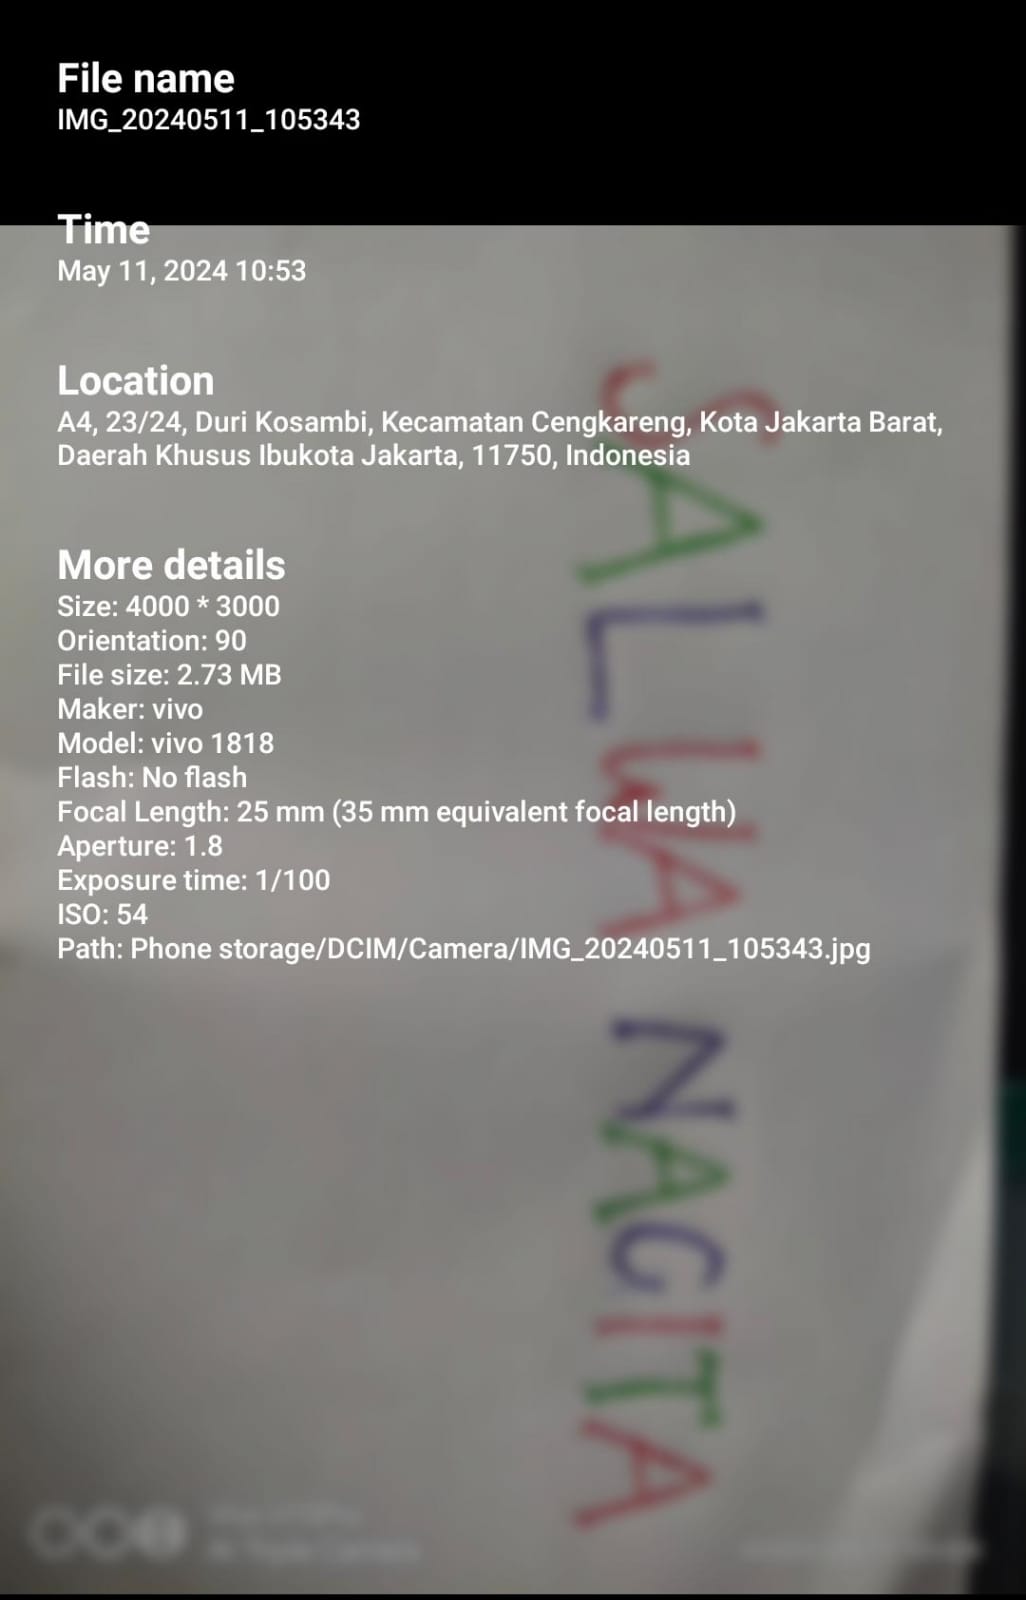 File name
IMG_20240511_105343
Time
May 11, 2024 10:53
Location
A4, 23/24, Duri Kosambi, Kecamatan Cengkareng, Kota Jakarta Barat,
Daerah Khusus Ibukota Jakarta, 11750, Indonesia
More details
Size: 4000 * 3000
Orientation: 90
File size: 2.73 MB
Maker: vivo
Model: vivo 1818
Flash: No flash
Focal Length: 25 mm (35 mm equivalent focal length)
Aperture: 1.8
Exposure time: 1/100
ISO: 54
Path: Phone storage/DCIM/Camera/IMG_20240511_105343.jpg
SALWA NACITA